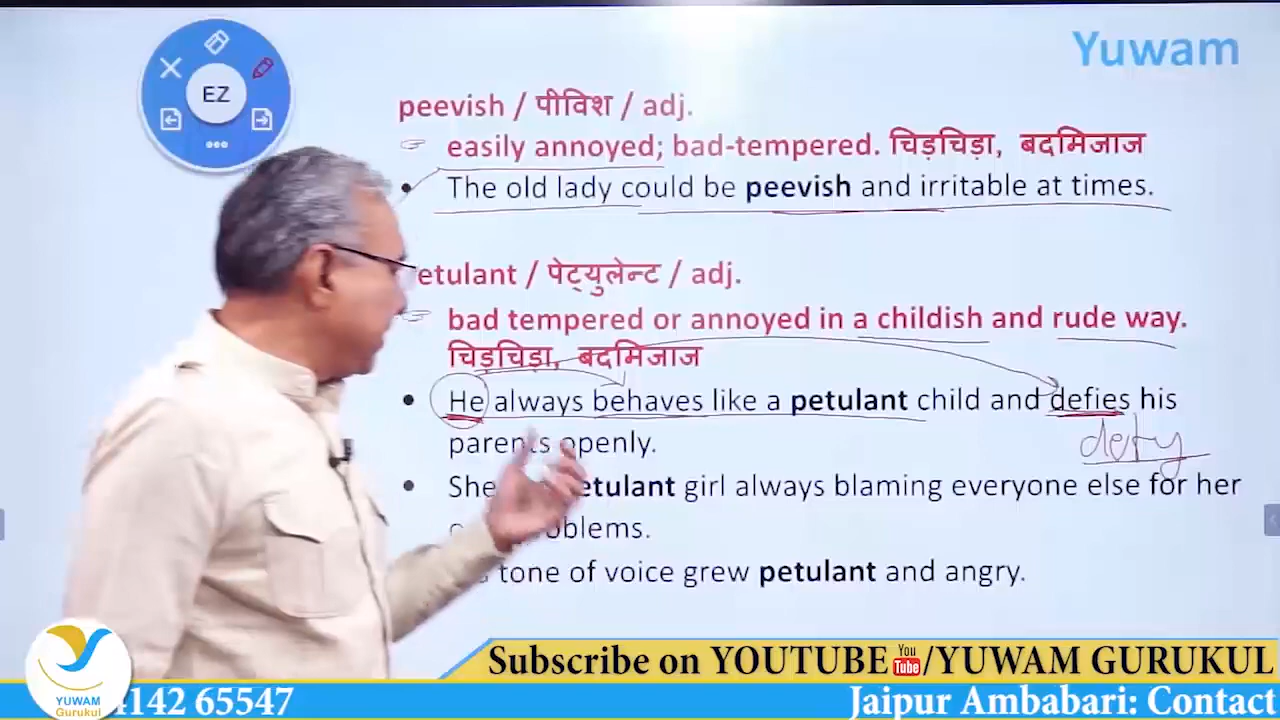 Yuwam
EZ
peevish / पीविश / adj.
easily annoyed; bad-tempered. चिड़चिड़ा, बदमिजाज
• The old lady could be peevish and irritable at times.
etulant / पेट्युलेन्ट / adj.
bad tempered or annoyed in a childish and rude way.
चिड़चिड़ा, बदमिजाज
• He always behaves like a petulant child and defies his
defy
parents openly.
• She etulant girl always blaming everyone else for her
oblems.
tone of voice grew petulant and angry.
Subscribe on YOUTUBE You Tube/YUWAM GURUKUL
YUWAM
Gurukul
4142 65547 Jaipur Ambabari: Contact